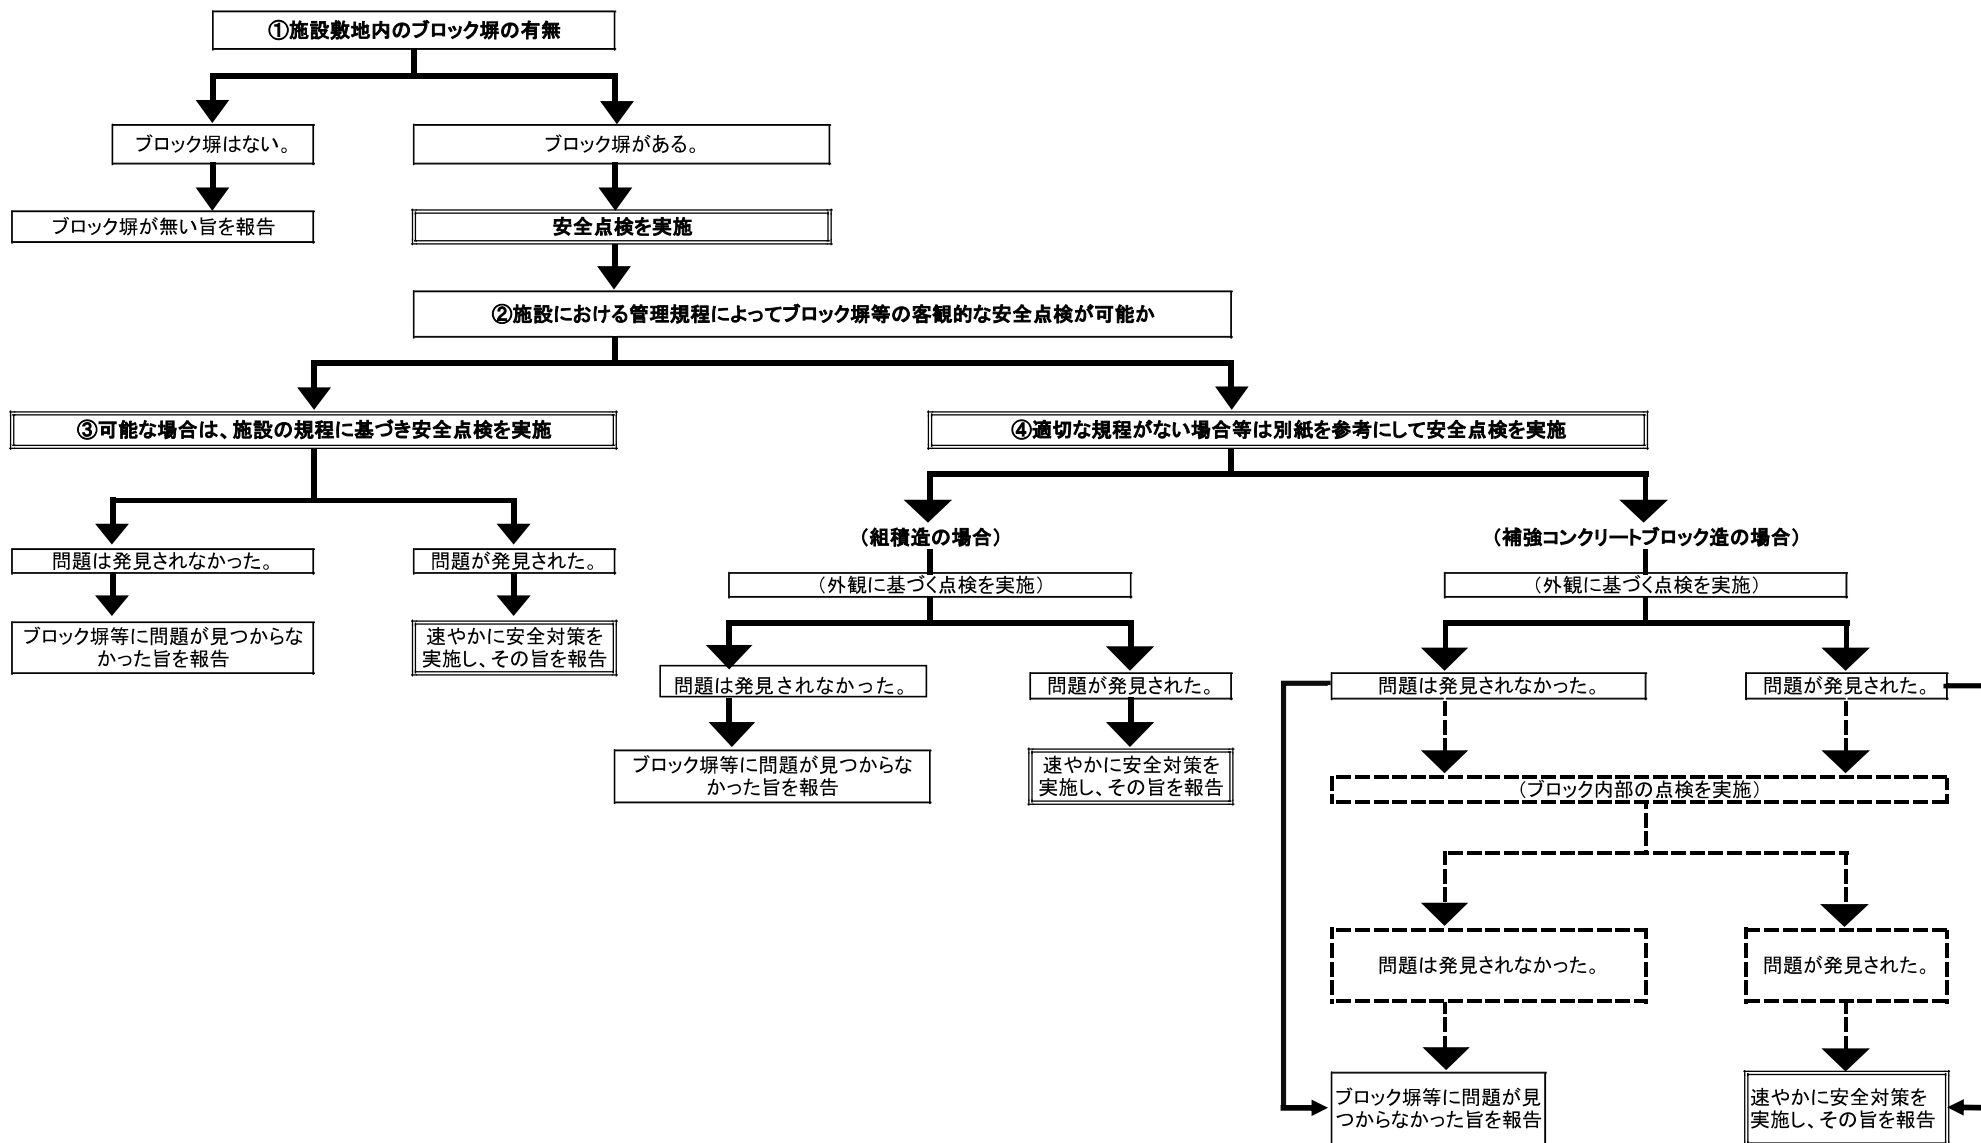 ①施設敷地内のブロック塀の有無
ブロック塀はない。
ブロック塀がある。
ブロック塀が無い旨を報告
安全点検を実施
②施設における管理規程によってブロック塀等の客観的な安全点検が可能か
③可能な場合は、施設の規程に基づき安全点検を実施
④適切な規程がない場合等は別紙を参考にして安全点検を実施
問題は発見されなかった。
問題が発見された。
ブロック塀等に問題が見つからな
かった旨を報告
速やかに安全対策を
実施し、その旨を報告
（組積造の場合）
（外観に基づく点検を実施）
問題は発見されなかった。
問題が発見された。
ブロック塀等に問題が見つからな
かった旨を報告
速やかに安全対策を
実施し、その旨を報告
（補強コンクリートブロック造の場合）
（外観に基づく点検を実施）
問題は発見されなかった。
問題が発見された。
（ブロック内部の点検を実施）
問題は発見されなかった。
問題が発見された。
ブロック塀等に問題が見
つからなかった旨を報告
速やかに安全対策を
実施し、その旨を報告